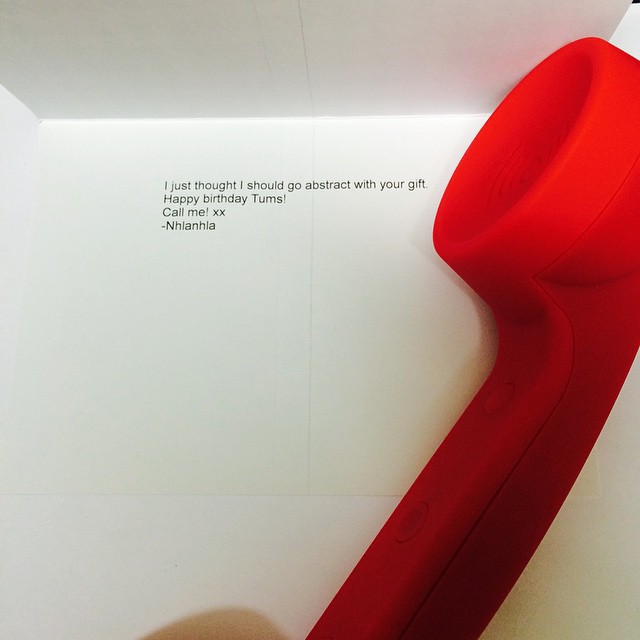 I just thought I should go abstract with your gift.
Happy birthday Tums!
Call me! xx
-Nhlanhla